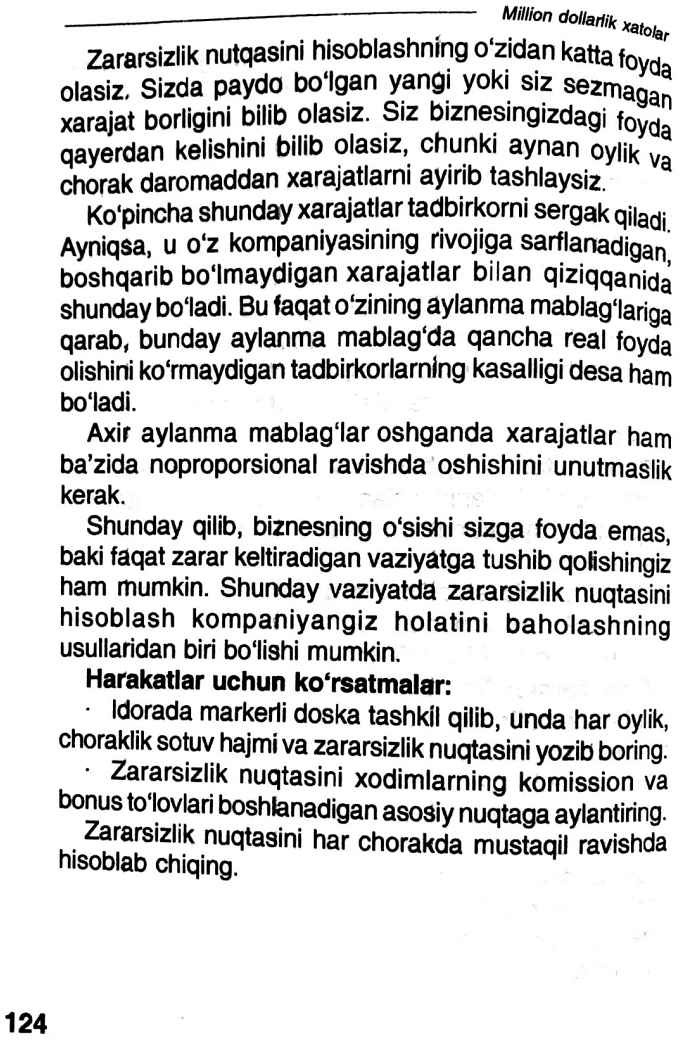 Million dollarlik xatolar
Zararsizlik nutqasini hisoblashning o‘zidan katta foyda
olasiz. Sizda paydo bo‘lgan yangi yoki siz sezmagan
xarajat borligini bilib olasiz. Siz biznesingizdagi foyda
qayerdan kelishini bilib olasiz, chunki aynan oylik va
chorak daromaddan xarajatlarni ayirib tashlaysiz.
Ko‘pincha shunday xarajatlar tadbirkorni sergak qiladi.
Ayniqsa, u o‘z kompaniyasining rivojiga sarflanadigan,
boshqarib bo‘lmaydigan xarajatlar bilan qiziqqanida
shunday bo‘ladi. Bu faqat o‘zining aylanma mablag‘lariga
qarab, bunday aylanma mablag‘da qancha real foyda
olishini ko‘rmaydigan tadbirkorlarning kasalligi desa ham
bo‘ladi.
Axir aylanma mablag‘lar oshganda xarajatlar ham
ba’zida noproporsional ravishda oshishini unutmaslik
kerak.
Shunday qilib, biznesning o‘sishi sizga foyda emas,
baki faqat zarar keltiradigan vaziyatga tushib qolishingiz
ham mumkin. Shunday vaziyatda zararsizlik nuqtasini
hisoblash kompaniyangiz holatini baholashning
usullaridan biri bo‘lishi mumkin.
Harakatlar uchun ko‘rsatmalar:
· Idorada markerli doska tashkil qilib, unda har oylik,
choraklik sotuv hajmi va zararsizlik nuqtasini yozib boring.
· Zararsizlik nuqtasini xodimlarning komission va
bonus to‘lovlari boshlanadigan asosiy nuqtaga aylantiring.
Zararsizlik nuqtasini har chorakda mustaqil ravishda
hisoblab chiqing.
124